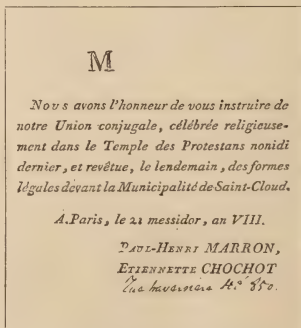 M
Nous avons l'honneur de vous instruire de
notre Union conjugale, célébrée religieuse-
ment dans le Temple des Protestans nonidi
dernier, et revêtue, le lendemain, des formes
légales devant la Municipalité de Saint-Cloud.
A Paris, le 21 messidor, an VIII.
PAUL-HENRI MARRON,
ETIENNETTE CHOCHOT
350.